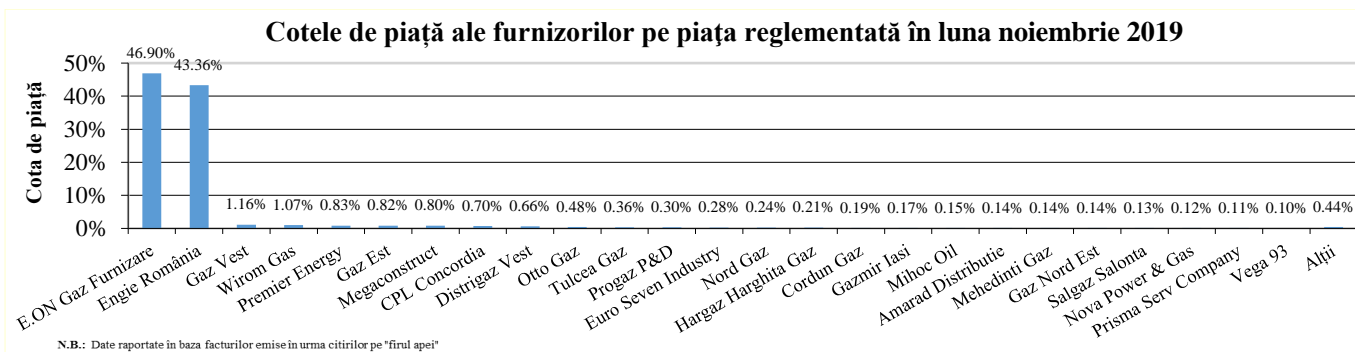 Cotele de piață ale furnizorilor pe piaţa reglementată în luna noiembrie 2019
Cota de piață
50%
40%
30%
20%
10%
0%
46.90%
43.36%
1.16%
1.07%
0.83%
0.82%
0.80%
0.70%
0.66%
0.48%
0.36%
0.30%
0.28%
0.24%
0.21%
0.19%
0.17%
0.15%
0.14%
0.14%
0.14%
0.13%
0.12%
0.11%
0.10%
0.44%
E.ON Gaz Furnizare
Engie România
Gaz Vest
Wirom Gas
Premier Energy
Gaz Est
Megaconstruct
CPL Concordia
Distrigaz Vest
Otto Gaz
Tulcea Gaz
Progaz P&D
Euro Seven Industry
Nord Gaz
Hargaz Harghita Gaz
Cordun Gaz
Gazmir Iasi
Mihoc Oil
Amarad Distributie
Mehedinti Gaz
Gaz Nord Est
Salgaz Salonta
Nova Power & Gas
Prisma Serv Company
Vega 93
Alții
N.B.: Date raportate în baza facturilor emise în urma citirilor pe "firul apei"